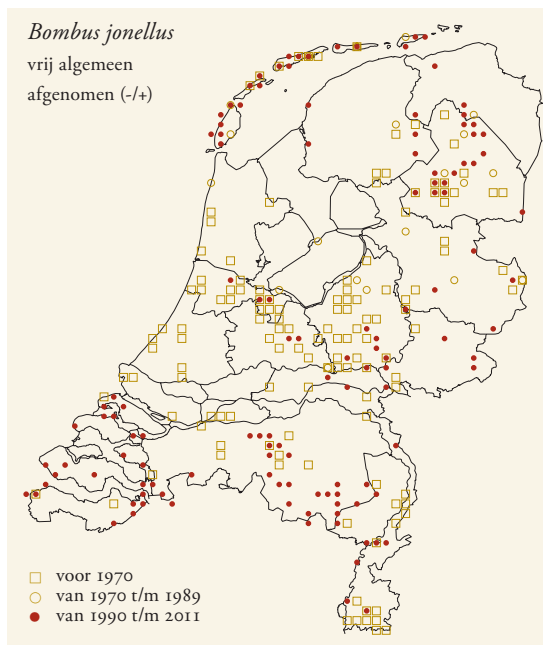 Bombus jonellus
vrij algemeen
afgenomen (-/+)
voor 1970
van 1970 t/m 1989
van 1990 t/m 2011